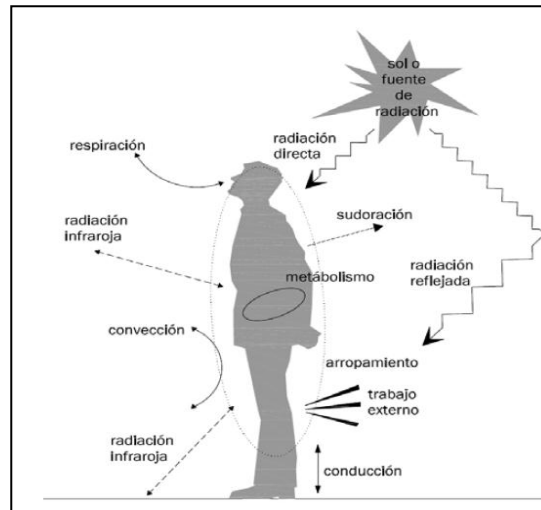 sol o
fuente
de
radiación
radiación
directa
respiración
radiación
infraroja
sudoración
metábolismo
radiación
reflejada
convección
arropamiento
trabajo
externo
radiación
infraroja
conducción